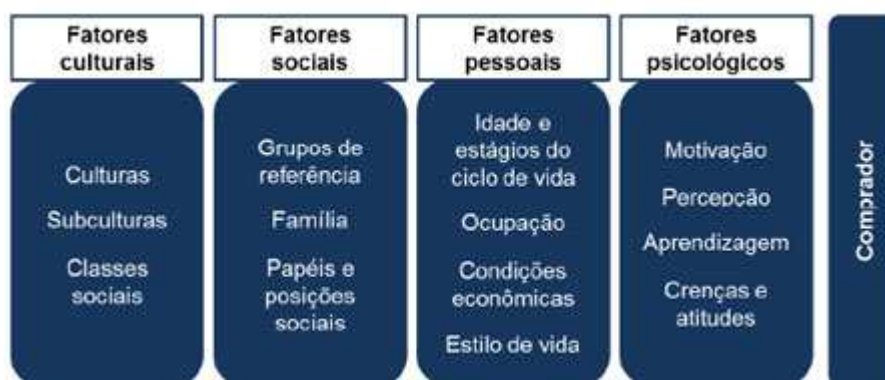 Fatores
culturais
Culturas
Subculturas
Classes
sociais
Fatores
sociais
Grupos de
referência
Família
Papéis e
posições
sociais
Fatores
pessoais
Idade e
estágios do
ciclo de vida
Ocupação
Condições
econômicas
Estilo de vida
Fatores
psicológicos
Motivação
Percepção
Aprendizagem
Crenças e
atitudes
Comprador